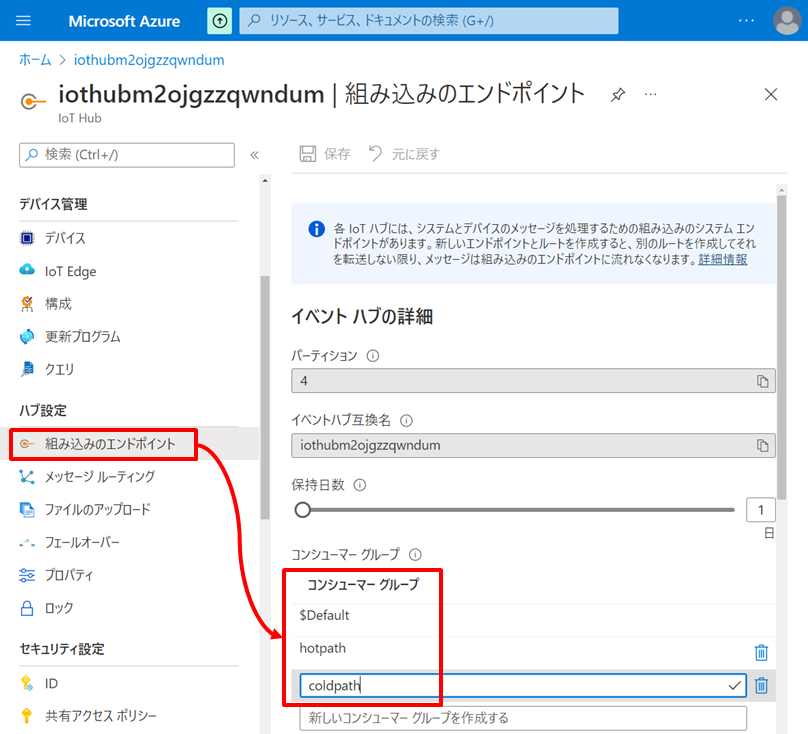 Microsoft Azure
リソース、サービス、ドキュメントの検索 (G+/)
ホーム > iothubm2ojgzzqwndum
iothubm2ojgzzqwndum | 組み込みのエンドポイント
IoT Hub
検索 (Ctrl+/)
保存
元に戻す
デバイス管理
デバイス
IoT Edge
構成
更新プログラム
クエリ
ハブ設定
組み込みのエンドポイント
メッセージ ルーティング
ファイルのアップロード
フェールオーバー
プロパティ
ロック
セキュリティ設定
ID
共有アクセス ポリシー
各 IoT ハブには、システムとデバイスのメッセージを処理するための組み込みのシステム エン
ドポイントがあります。新しいエンドポイントとルートを作成すると、別のルートを作成してそれ
を転送しない限り、メッセージは組み込みのエンドポイントに流れなくなります。詳細情報
イベント ハブの詳細
パーティション
4
イベントハブ互換名
iothubm2ojgzzqwndum
保持日数
1
日
コンシューマー グループ
コンシューマー グループ
$Default
hotpath
coldpath
新しいコンシューマー グループを作成する